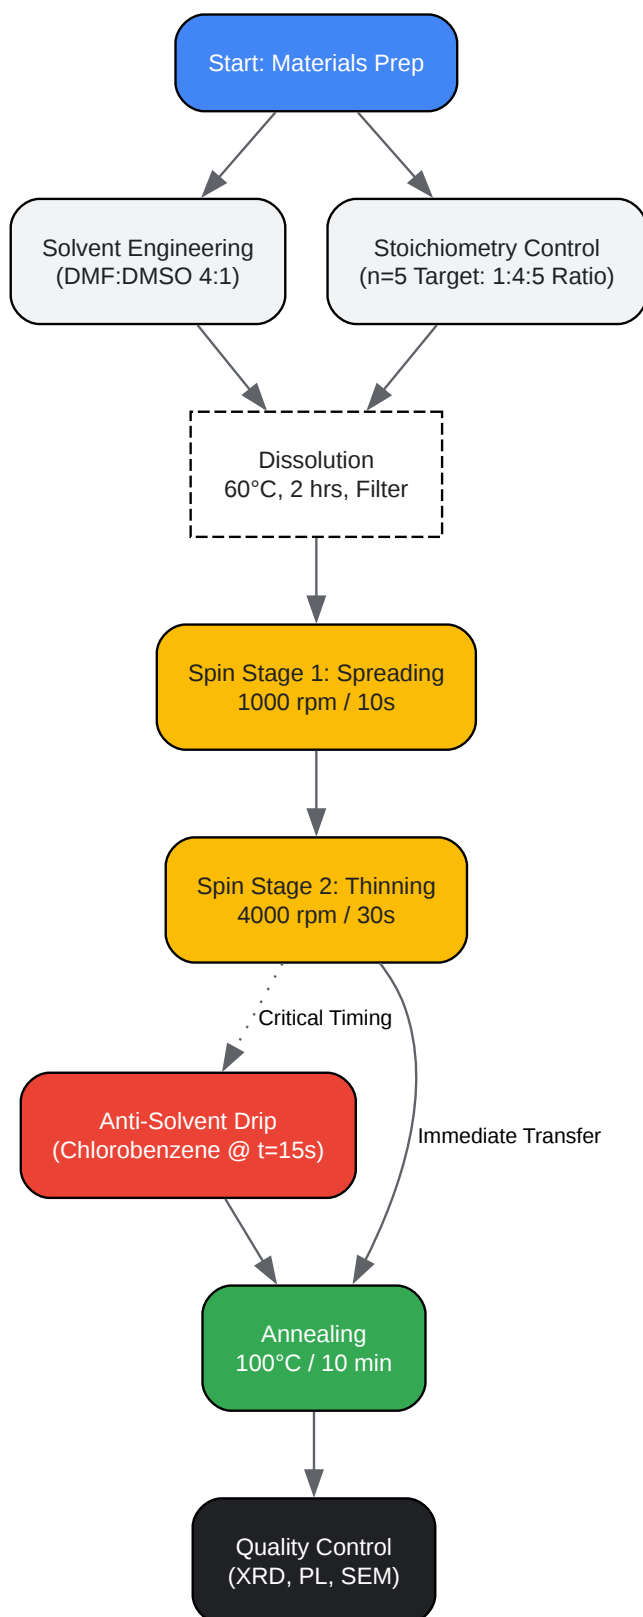 Start: Materials Prep
Solvent Engineering
(DMF:DMSO 4:1)
Stoichiometry Control
(n=5 Target: 1:4:5 Ratio)
Dissolution
60°C, 2 hrs, Filter
Spin Stage 1: Spreading
1000 rpm / 10s
Spin Stage 2: Thinning
4000 rpm / 30s
Critical Timing
Anti-Solvent Drip
(Chlorobenzene @ t=15s)
Immediate Transfer
Annealing
100°C / 10 min
Quality Control
(XRD, PL, SEM)